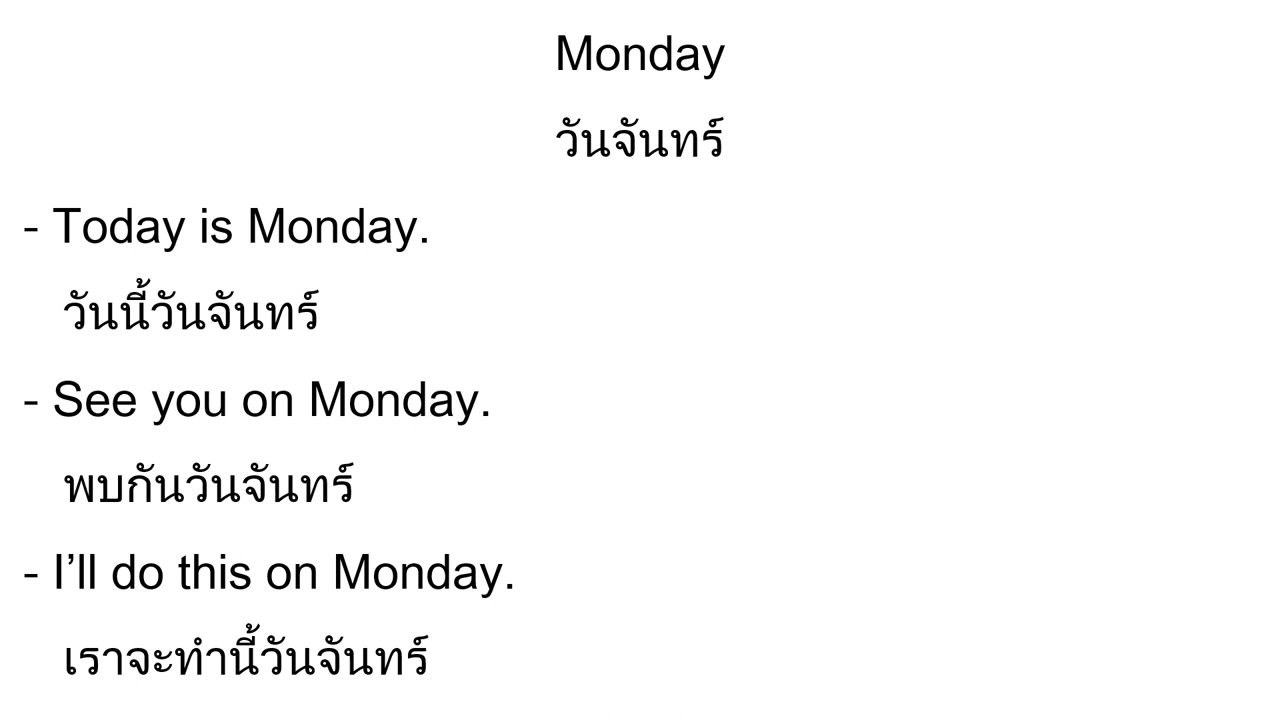 Monday
วันจันทร์
- Today is Monday.
วันนี้วันจันทร์
- See you on Monday.
พบกันวันจันทร์
- I’ll do this on Monday.
เราจะทำนี้วันจันทร์